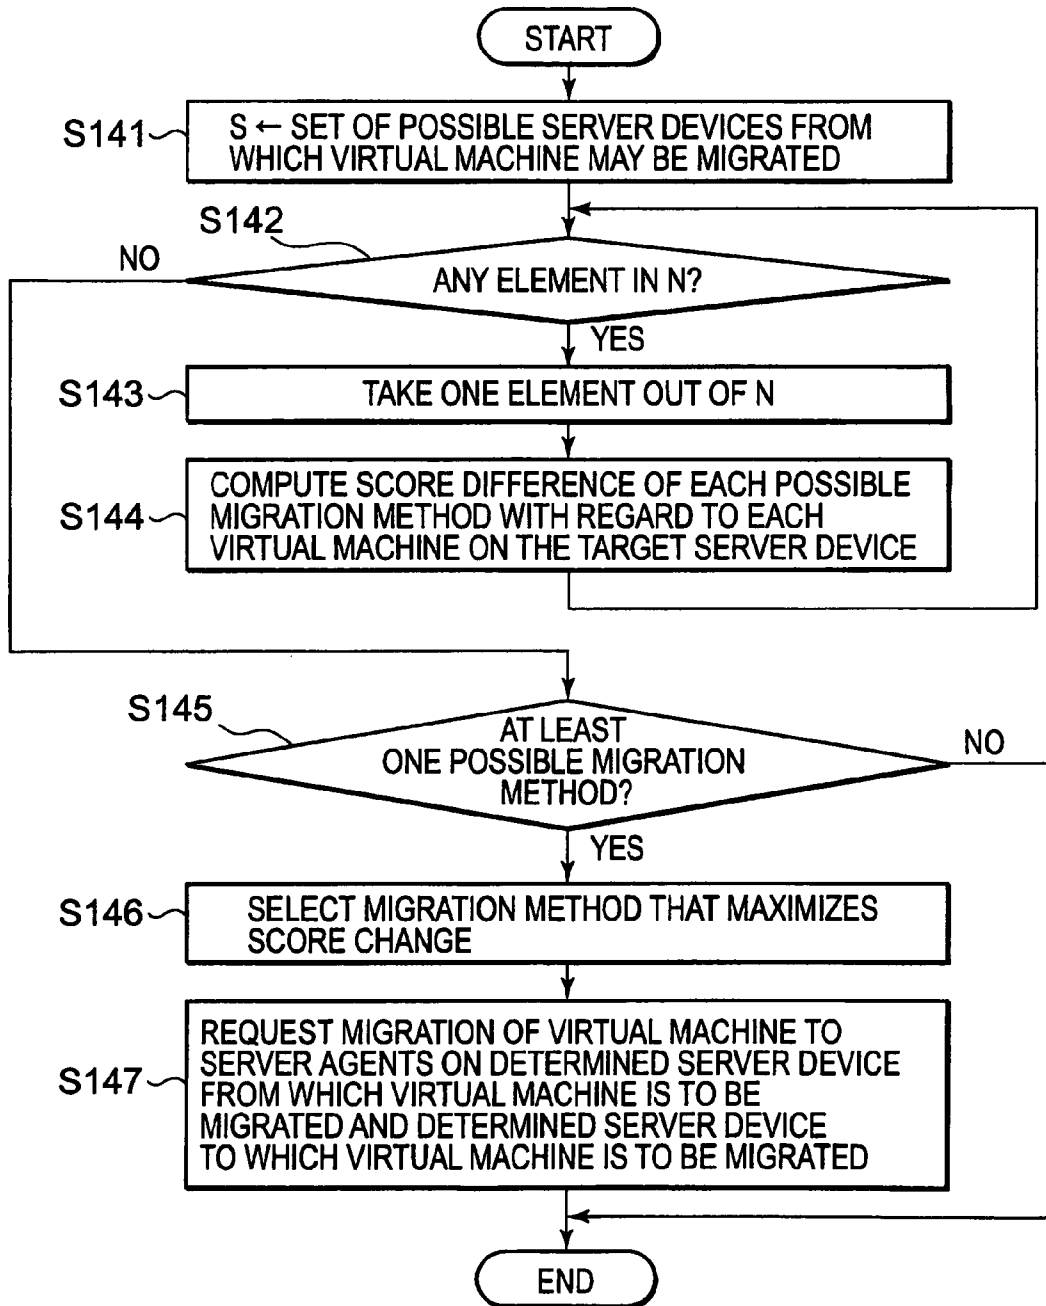 START
S141
S ← SET OF POSSIBLE SERVER DEVICES FROM
WHICH VIRTUAL MACHINE MAY BE MIGRATED
S142
NO
ANY ELEMENT IN N?
YES
S143
TAKE ONE ELEMENT OUT OF N
S144
COMPUTE SCORE DIFFERENCE OF EACH POSSIBLE
MIGRATION METHOD WITH REGARD TO EACH
VIRTUAL MACHINE ON THE TARGET SERVER DEVICE
S145
AT LEAST
ONE POSSIBLE MIGRATION
METHOD?
NO
YES
S146
SELECT MIGRATION METHOD THAT MAXIMIZES
SCORE CHANGE
S147
REQUEST MIGRATION OF VIRTUAL MACHINE TO
SERVER AGENTS ON DETERMINED SERVER DEVICE
FROM WHICH VIRTUAL MACHINE IS TO BE
MIGRATED AND DETERMINED SERVER DEVICE
TO WHICH VIRTUAL MACHINE IS TO BE MIGRATED
END